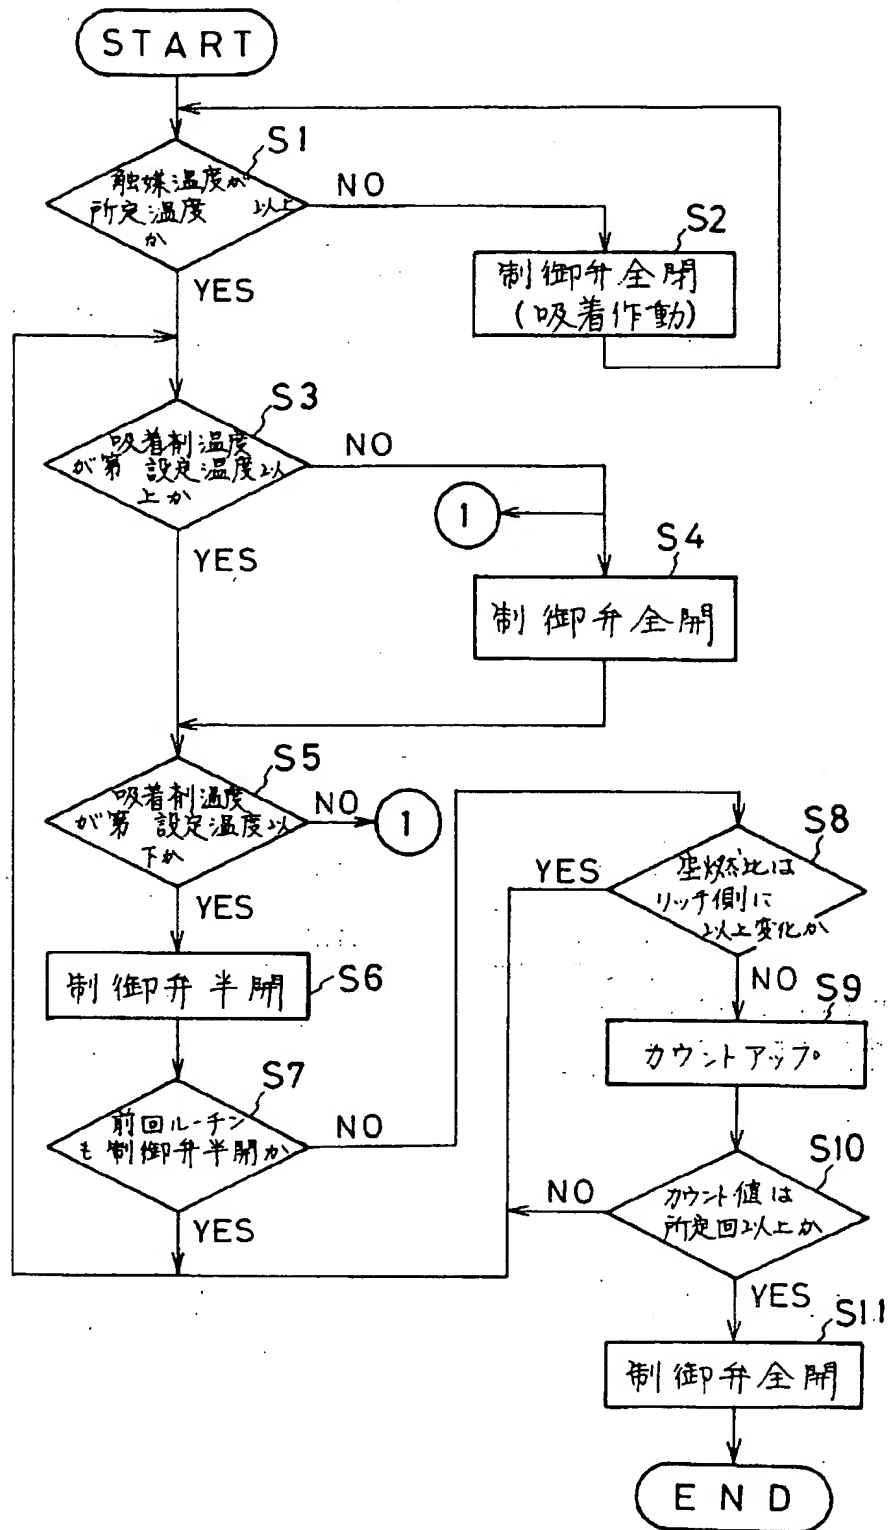 START
S1
触媒温度が
所定温度 以上
か
NO
YES
S2
制御弁全閉
(吸着作動)
S3
吸着剤温度
が第 設定温度以
上か
NO
YES
1
S4
制御弁全開
S5
吸着剤温度
が第 設定温度以
下か
NO
1
YES
制御弁半開
S6
S7
前回ルーチン
も制御弁半開か
NO
YES
S8
空燃比は
リッチ側に
以上変化か
YES
NO
S9
カウントアップ
S10
カウント値は
所定回以上か
NO
YES
S11
制御弁全開
END